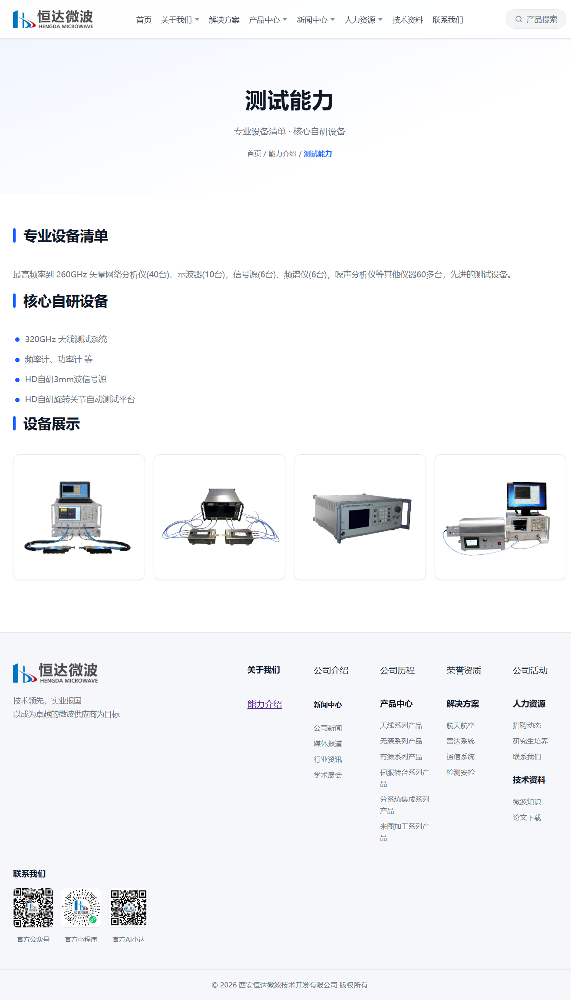 恒达微波
HENGDA MICROWAVE
首页 关于我们 解决方案 产品中心 新闻中心 人力资源 技术资料 联系我们
产品搜索
测试能力
专业设备清单 · 核心自研设备
首页 / 能力介绍 / 测试能力
专业设备清单
最高频率到 260GHz 矢量网络分析仪(40台)、示波器(10台)，信号源(6台)、频谱仪(6台)，噪声分析仪等其他仪器60多台，先进的测试设备。
核心自研设备
320GHz 天线测试系统
频率计、功率计 等
HD自研3mm波信号源
HD自研旋转关节自动测试平台
设备展示
恒达微波
HENGDA MICROWAVE
技术领先，实业报国
以成为卓越的微波供应商为目标
关于我们
公司介绍
公司历程
荣誉资质
公司活动
能力介绍
新闻中心
公司新闻
媒体报道
行业资讯
学术展会
产品中心
天线系列产品
无源系列产品
有源系列产品
伺服转台系列产
品
分系统集成系列
产品
来图加工系列产
品
解决方案
航天航空
雷达系统
通信系统
检测安检
人力资源
招聘动态
研究生培养
联系我们
技术资料
微波知识
论文下载
联系我们
恒达微波
官方公众号 官方小程序 官方AI小达
© 2026 西安恒达微波技术开发有限公司 版权所有